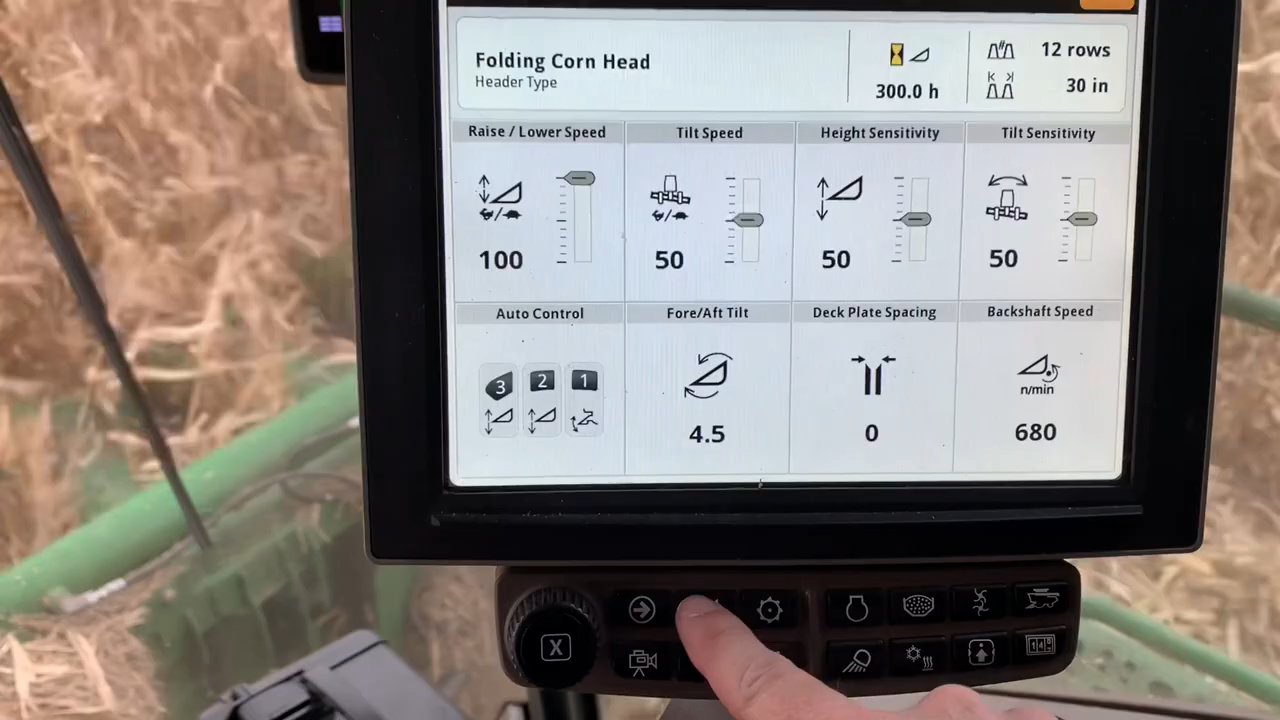 Folding Corn Head
Header Type
300.0 h
12 rows
30 in
Raise / Lower Speed
Tilt Speed
Height Sensitivity
Tilt Sensitivity
100
50
50
50
Auto Control
Fore/Aft Tilt
Deck Plate Spacing
Backshaft Speed
3
2
1
n/min
4.5
0
680
X